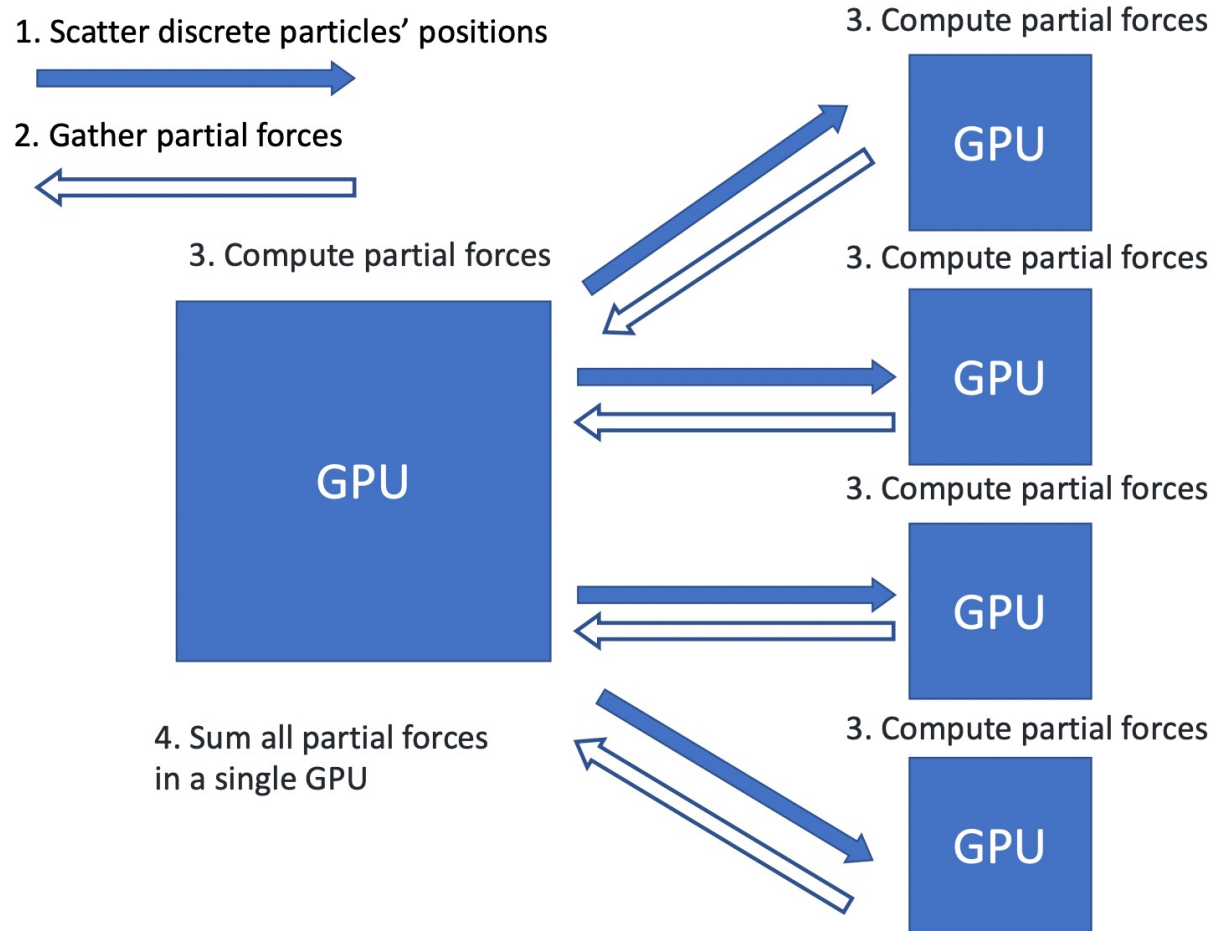 1. Scatter discrete particles’ positions
2. Gather partial forces
3. Compute partial forces
GPU
4. Sum all partial forces
in a single GPU
3. Compute partial forces
GPU
3. Compute partial forces
GPU
3. Compute partial forces
GPU
3. Compute partial forces
GPU